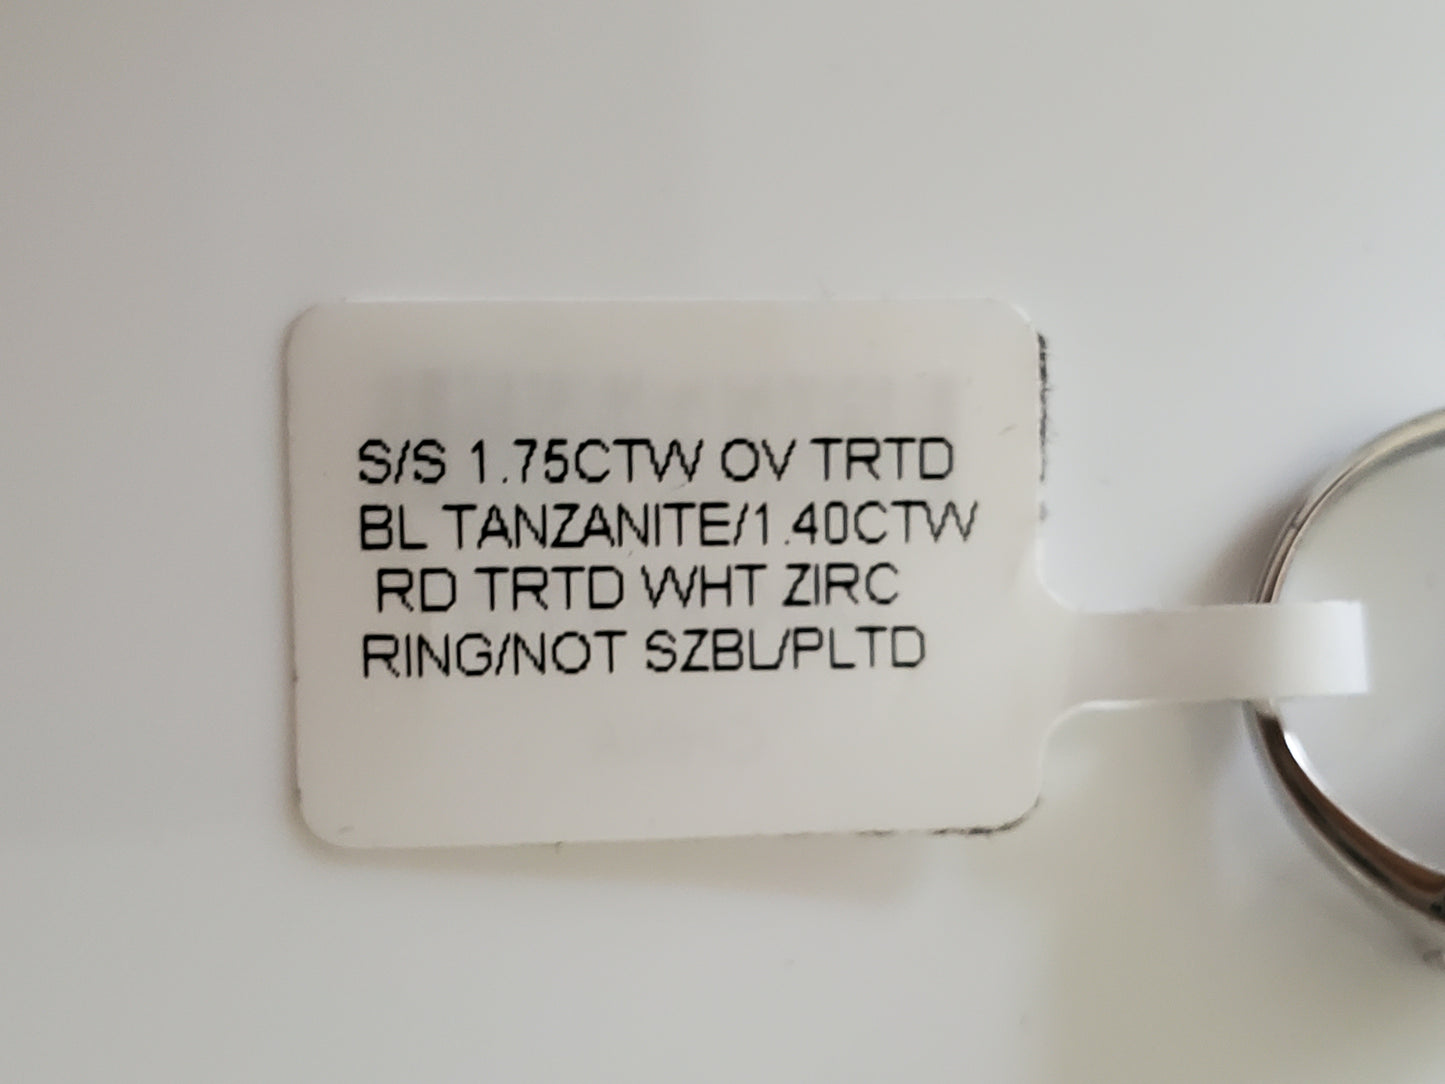 S/S 1.75CTW OV TRTD
BL TANZANITE/1.40CTW
RD TRTD WHT ZIRC
RING/NOT SZBL/PLTD